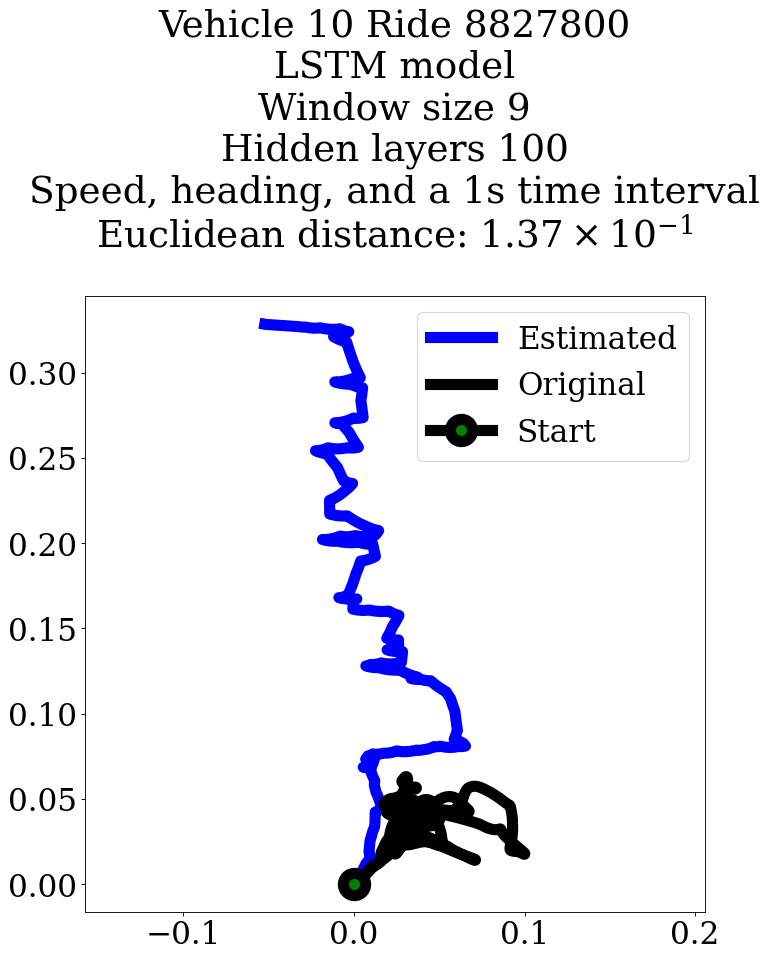 Vehicle 10 Ride 8827800
LSTM model
Window size 9
Hidden layers 100
Speed, heading, and a 1s time interval
Euclidean distance: 1.37 × 10⁻¹
Estimated
Original
Start
0.30
0.25
0.20
0.15
0.10
0.05
0.00
−0.1 0.0 0.1 0.2